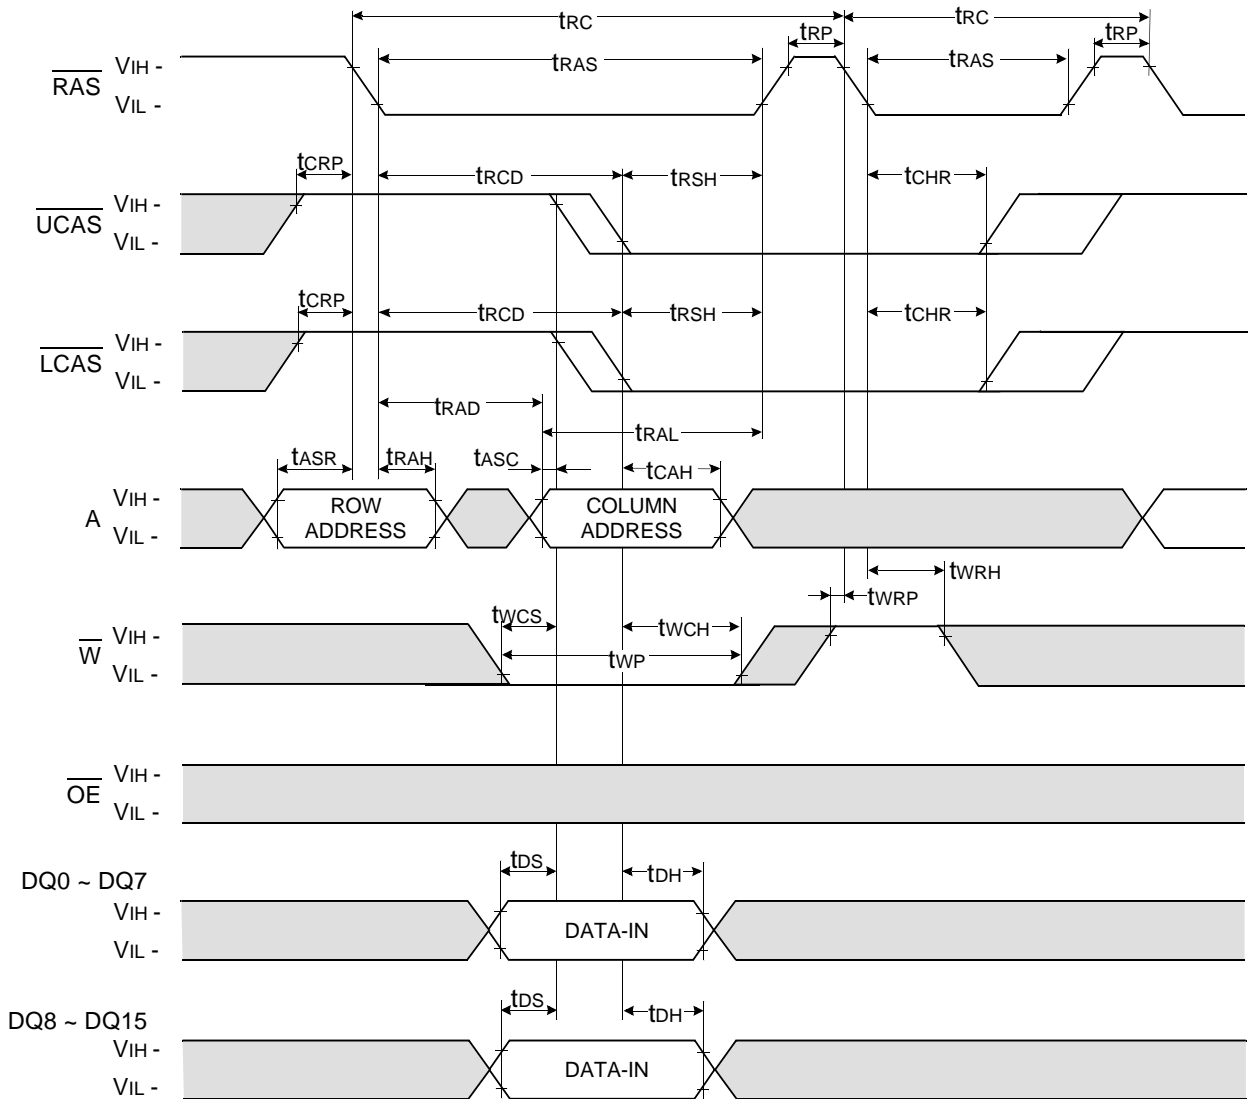 tRC tRC
tRP tRP
tRAS tRAS
RAS VIH -
VIL -
tCRP tRCD tRSH tCHR
UCAS VIH -
VIL -
tCRP tRCD tRSH tCHR
LCAS VIH -
VIL -
tRAD
tRAL
tASR tRAH tASC tCAH
A VIH -
VIL -
ROW
ADDRESS
COLUMN
ADDRESS
tWRH
tWRP
tWCS tWCH
tWP
W VIH -
VIL -
OE VIH -
VIL -
tDS tDH
DQ0 ~ DQ7
VIH -
VIL -
DATA-IN
tDS tDH
DQ8 ~ DQ15
VIH -
VIL -
DATA-IN